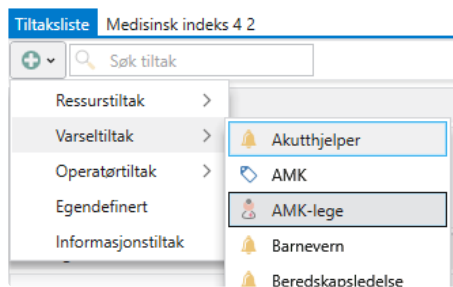 Tiltaksliste Medisinsk indeks 4 2
Søk tiltak
Ressurstiltak
Varseltiltak
Operatørtiltak
Egendefinert
Informasjonstiltak
Akutthjelper
AMK
AMK-lege
Barnevern
Beredskapsledelse